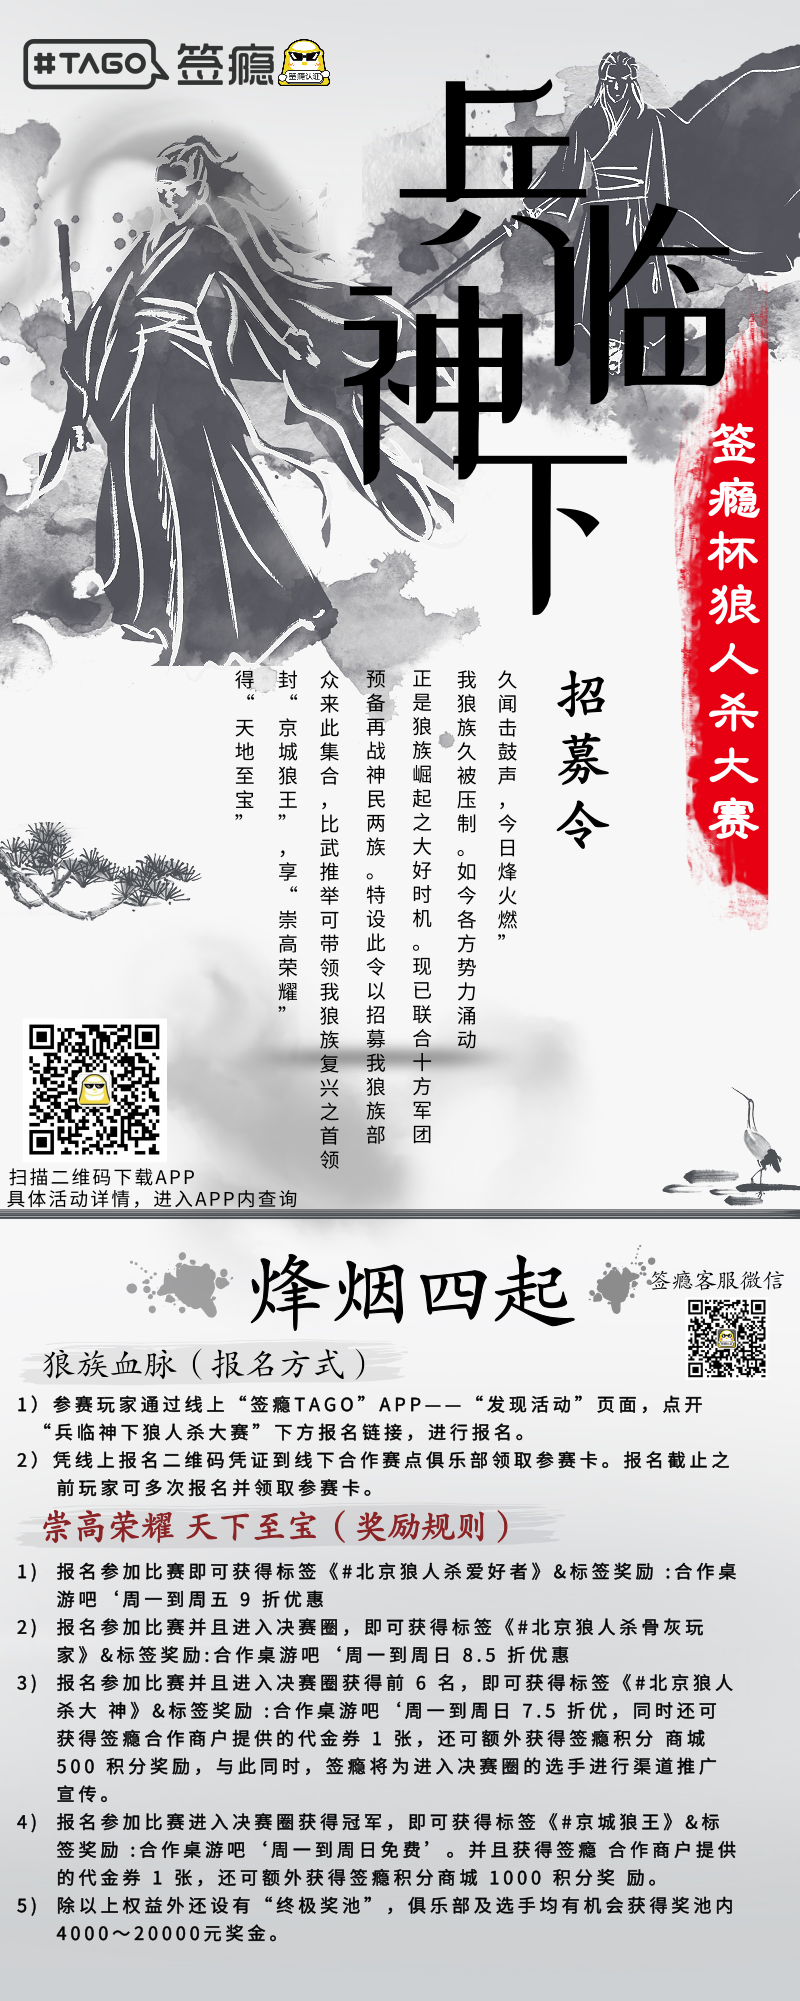 #TAGO 签瘾
签瘾认证
兵临
神下
签瘾杯狼人杀大赛
招募令
久闻击鼓声，今日烽火燃”
我狼族久被压制。如今各方势力涌动
正是狼族崛起之大好时机。现已联合十方军团
预备再战神民两族。特设此令以招募我狼族部
众来此集合，比武推举可带领我狼族复兴之首领
封“京城狼王”，享“崇高荣耀”
得“天地至宝”
扫描二维码下载APP
具体活动详情，进入APP内查询
烽烟四起
签瘾客服微信
狼族血脉（报名方式）
1）参赛玩家通过线上“签瘾TAGO”APP——“发现活动”页面，点开
“兵临神下狼人杀大赛”下方报名链接，进行报名。
2）凭线上报名二维码凭证到线下合作赛点俱乐部领取参赛卡。报名截止之
前玩家可多次报名并领取参赛卡。
崇高荣耀 天下至宝（奖励规则）
1) 报名参加比赛即可获得标签《#北京狼人杀爱好者》&标签奖励 :合作桌
游吧‘周一到周五 9 折优惠
2) 报名参加比赛并且进入决赛圈，即可获得标签《#北京狼人杀骨灰玩
家》&标签奖励:合作桌游吧‘周一到周日 8.5 折优惠
3) 报名参加比赛并且进入决赛圈获得前 6 名，即可获得标签《#北京狼人
杀大 神》&标签奖励 :合作桌游吧‘周一到周日 7.5 折优，同时还可
获得签瘾合作商户提供的代金券 1 张，还可额外获得签瘾积分 商城
500 积分奖励，与此同时，签瘾将为进入决赛圈的选手进行渠道推广
宣传。
4) 报名参加比赛进入决赛圈获得冠军，即可获得标签《#京城狼王》&标
签奖励 :合作桌游吧‘周一到周日免费’。并且获得签瘾 合作商户提供
的代金券 1 张，还可额外获得签瘾积分商城 1000 积分奖 励。
5) 除以上权益外还设有“终极奖池”，俱乐部及选手均有机会获得奖池内
4000～20000元奖金。